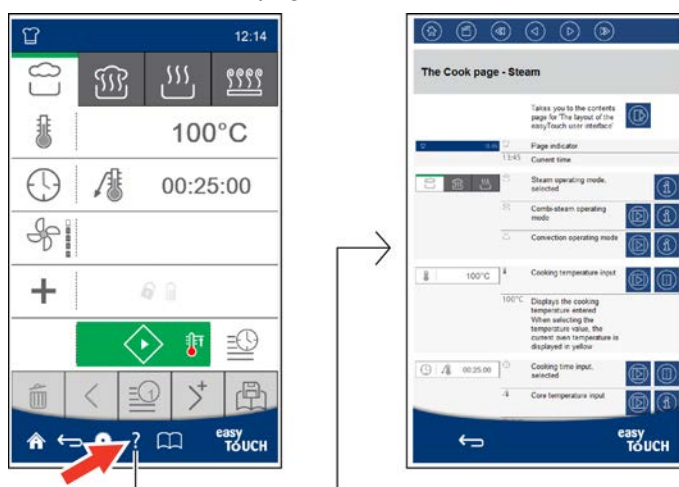 12:14
100°C
00:25:00
1
?
easy
TOUCH
The Cook page - Steam
Takes you to the contents
page for 'The layout of the
easyTouch user interface'
Page indicator
13:45 Current time
Steam operating mode,
selected
Combi-steam operating
mode
Convection operating mode
100°C Cooking temperature input
100°C Displays the cooking
temperature entered
When selecting the
temperature value, the
current oven temperature is
displayed in yellow
00:25:00 Cooking time input,
selected
Core temperature input
easy
TOUCH